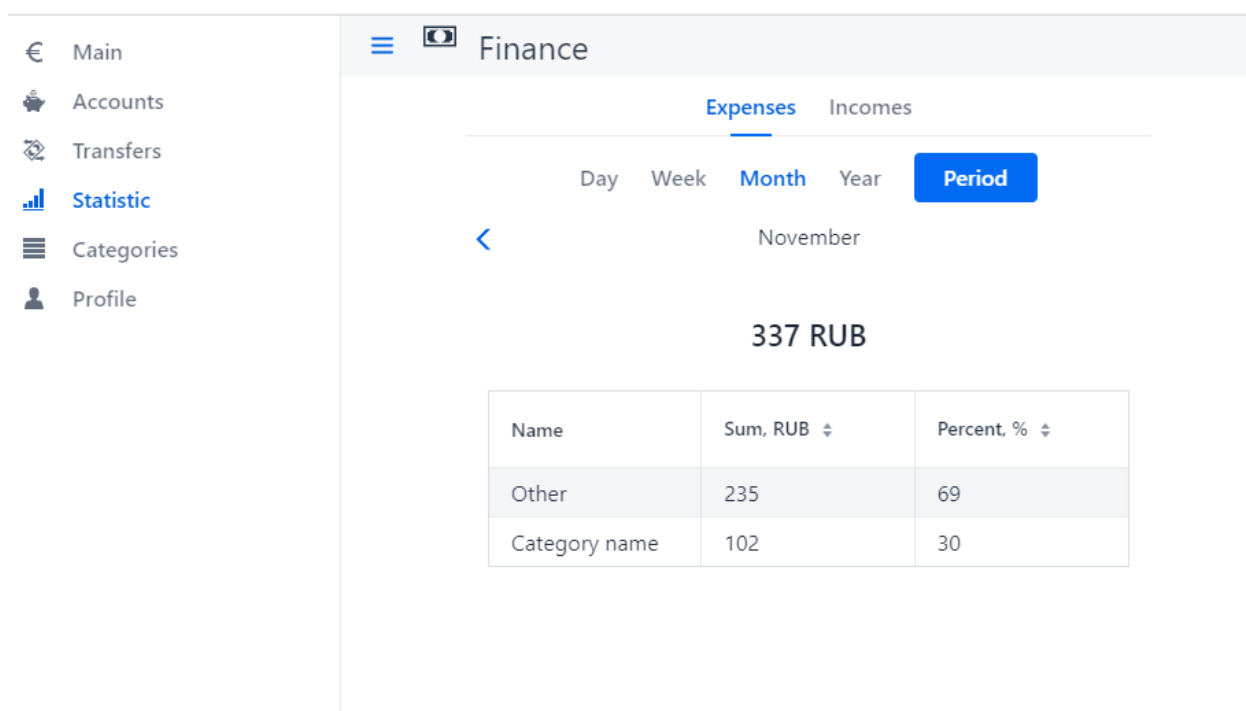 Main
Accounts
Transfers
Statistic
Categories
Profile
Finance
Expenses Incomes
Day Week Month Year Period
November
337 RUB
Name Sum, RUB Percent, %
Other 235 69
Category name 102 30